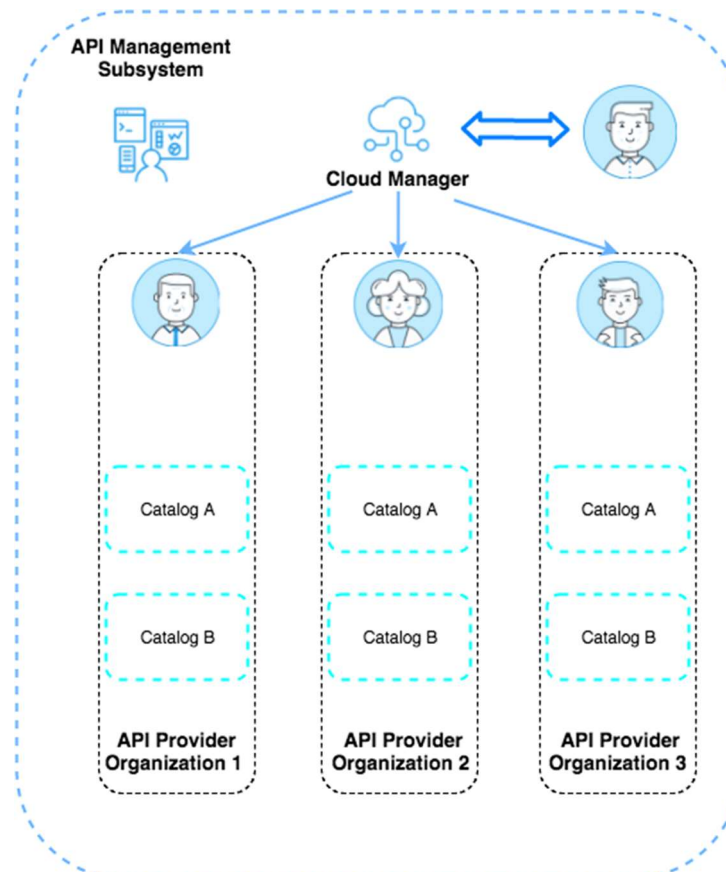 API Management
Subsystem
Cloud Manager
Catalog A
Catalog A
Catalog A
Catalog B
Catalog B
Catalog B
API Provider
Organization 1
API Provider
Organization 2
API Provider
Organization 3